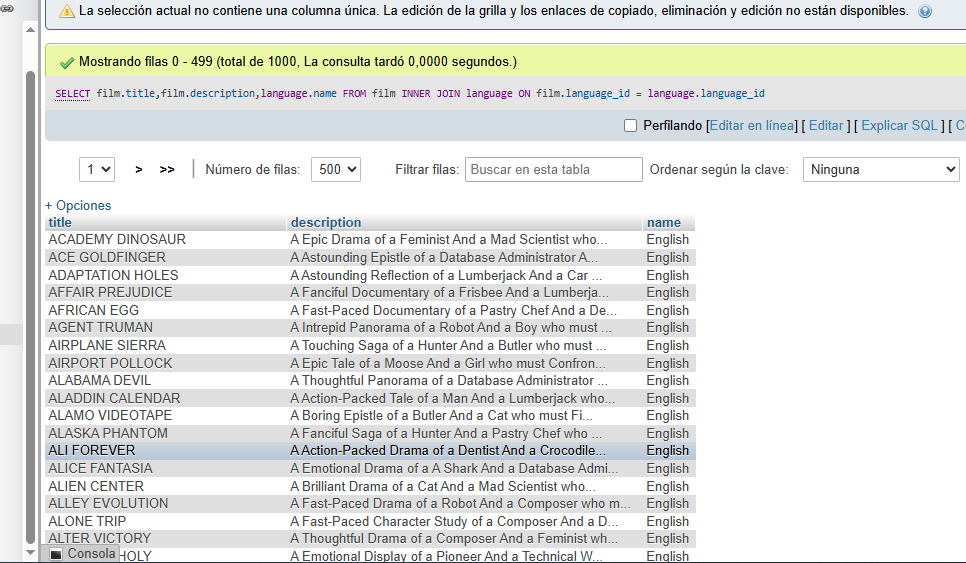 La selección actual no contiene una columna única. La edición de la grilla y los enlaces de copiado, eliminación y edición no están disponibles.
Mostrando filas 0 - 499 (total de 1000, La consulta tardó 0,0000 segundos.)
SELECT film.title,film.description,language.name FROM film INNER JOIN language ON film.language_id = language.language_id
Perfilando [Editar en línea] [ Editar ] [ Explicar SQL ] [ C
1 > >> Número de filas: 500 Filtrar filas: Buscar en esta tabla Ordenar según la clave: Ninguna
+ Opciones
title description name
ACADEMY DINOSAUR A Epic Drama of a Feminist And a Mad Scientist who... English
ACE GOLDFINGER A Astounding Epistle of a Database Administrator A... English
ADAPTATION HOLES A Astounding Reflection of a Lumberjack And a Car ... English
AFFAIR PREJUDICE A Fanciful Documentary of a Frisbee And a Lumberja... English
AFRICAN EGG A Fast-Paced Documentary of a Pastry Chef And a De... English
AGENT TRUMAN A Intrepid Panorama of a Robot And a Boy who must ... English
AIRPLANE SIERRA A Touching Saga of a Hunter And a Butler who must ... English
AIRPORT POLLOCK A Epic Tale of a Moose And a Girl who must Confron... English
ALABAMA DEVIL A Thoughtful Panorama of a Database Administrator ... English
ALADDIN CALENDAR A Action-Packed Tale of a Man And a Lumberjack who... English
ALAMO VIDEOTAPE A Boring Epistle of a Butler And a Cat who must Fi... English
ALASKA PHANTOM A Fanciful Saga of a Hunter And a Pastry Chef who ... English
ALI FOREVER A Action-Packed Drama of a Dentist And a Crocodile... English
ALICE FANTASIA A Emotional Drama of a A Shark And a Database Admi... English
ALIEN CENTER A Brilliant Drama of a Cat And a Mad Scientist who... English
ALLEY EVOLUTION A Fast-Paced Drama of a Robot And a Composer who m... English
ALONE TRIP A Fast-Paced Character Study of a Composer And a D... English
ALTER VICTORY A Thoughtful Drama of a Composer And a Feminist wh... English
Consola HOLY A Emotional Display of a Pioneer And a Technical W... English